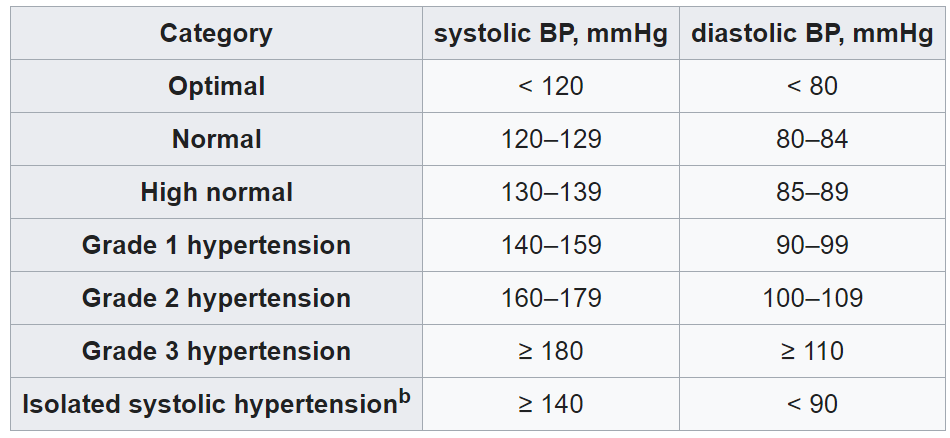 Category systolic BP, mmHg diastolic BP, mmHg
Optimal < 120 < 80
Normal 120–129 80–84
High normal 130–139 85–89
Grade 1 hypertension 140–159 90–99
Grade 2 hypertension 160–179 100–109
Grade 3 hypertension ≥ 180 ≥ 110
Isolated systolic hypertensionᵇ ≥ 140 < 90